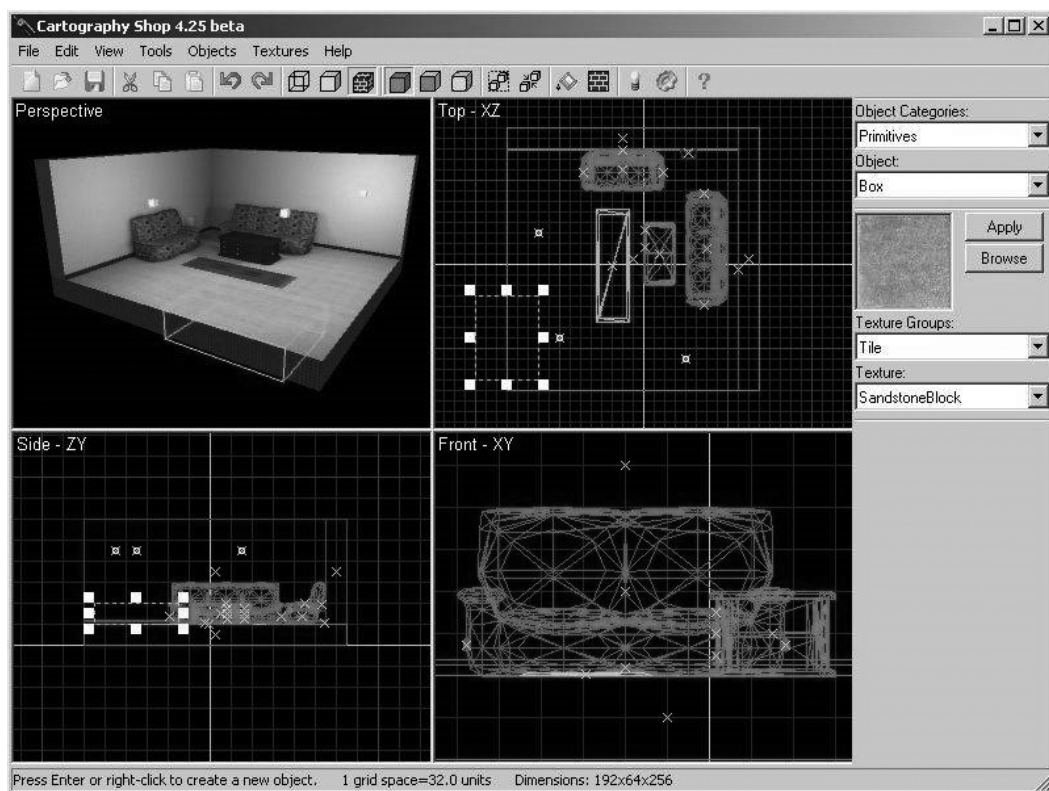 Cartography Shop 4.25 beta
File Edit View Tools Objects Textures Help
Perspective
Top - XZ
Object Categories:
Primitives
Object:
Box
Apply
Browse
Texture Groups:
Tile
Texture:
SandstoneBlock
Side - ZY
Front - XY
Press Enter or right-click to create a new object. 1 grid space=32.0 units Dimensions: 192x64x256